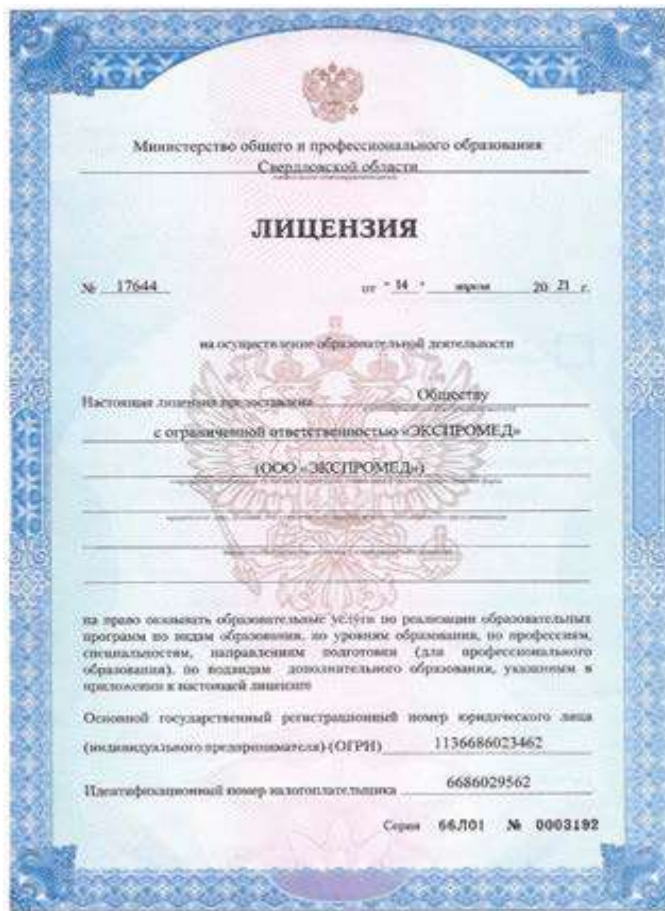 Министерство общего и профессионального образования
Свердловской области
ЛИЦЕНЗИЯ
№ 17644 от " 14 " апреля 20 21 г.
на осуществление образовательной деятельности
Настоящая лицензия предоставлена Обществу
с ограниченной ответственностью «ЭКСПРОМЕД»
(ООО «ЭКСПРОМЕД»)
на право оказывать образовательные услуги по реализации образовательных
программ по видам образования, по уровням образования, по профессиям,
специальностям, направлениям подготовки (для профессионального
образования), по подвидам дополнительного образования, указанным в
приложении к настоящей лицензии
Основной государственный регистрационный номер юридического лица
(индивидуального предпринимателя) (ОГРН) 1136686023462
Идентификационный номер налогоплательщика 6686029562
Серия 66Л01 № 0003192